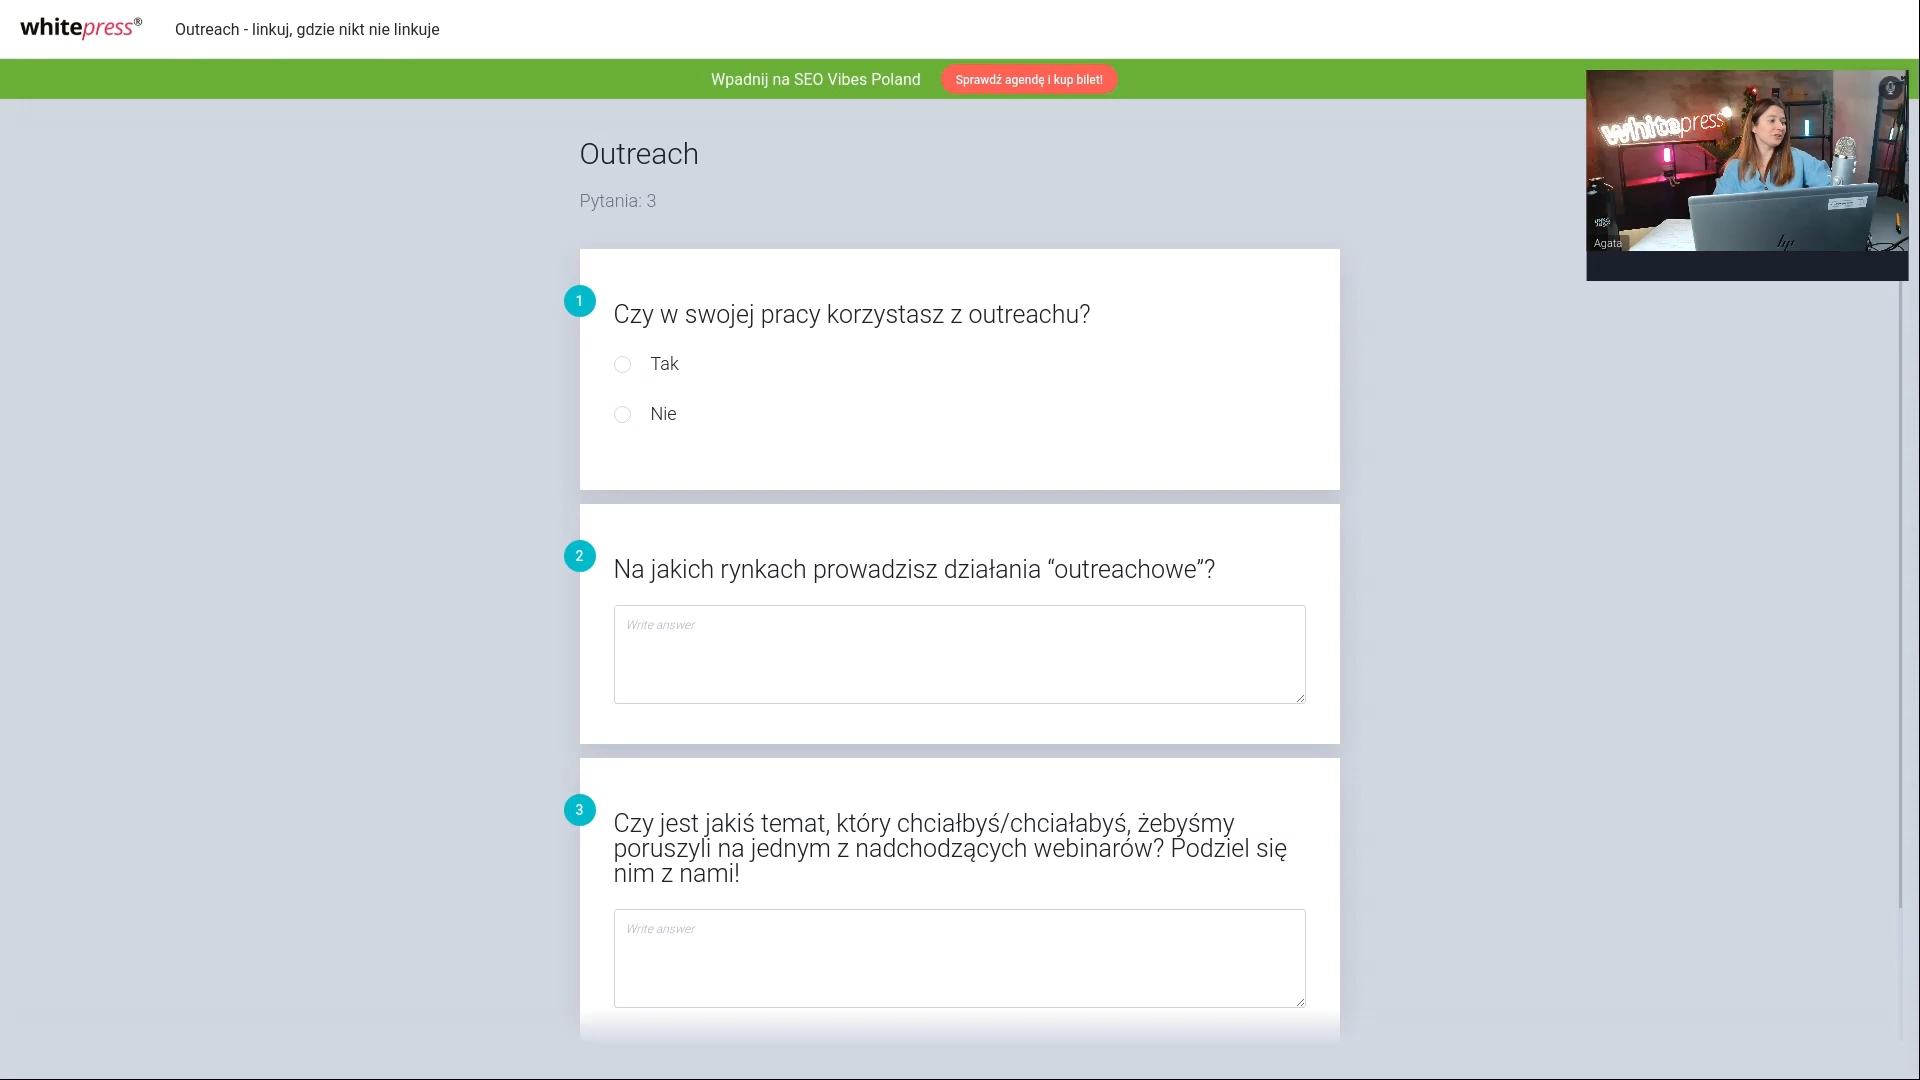 whitepress®
Outreach - linkuj, gdzie nikt nie linkuje
Wpadnij na SEO Vibes Poland
Sprawdź agendę i kup bilet!
whitepress
Agata
hp
Outreach
Pytania: 3
1
Czy w swojej pracy korzystasz z outreachu?
Tak
Nie
2
Na jakich rynkach prowadzisz działania “outreachowe”?
Write answer
3
Czy jest jakiś temat, który chciałbyś/chciałabyś, żebyśmy
poruszyli na jednym z nadchodzących webinarów? Podziel się
nim z nami!
Write answer